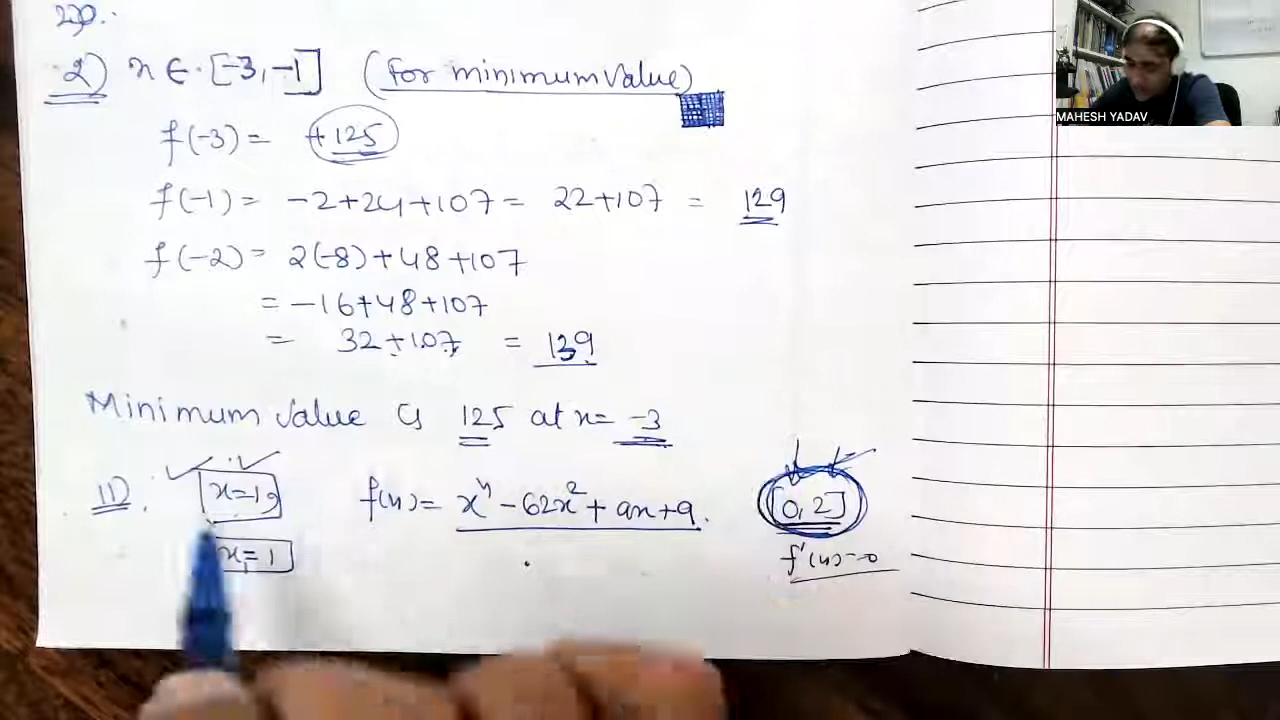 2) x ∈ [-3, -1] (for minimum value)
f(-3) = +125
f(-1) = -2+24+107 = 22+107 = 129
f(-2) = 2(-8)+48+107
= -16+48+107
= 32+107 = 139
Minimum value is 125 at x = -3
11). x=1, f(x) = x⁴ - 62x² + ax + 9. [0, 2]
x=1 f'(x)=0
MAHESH YADAV